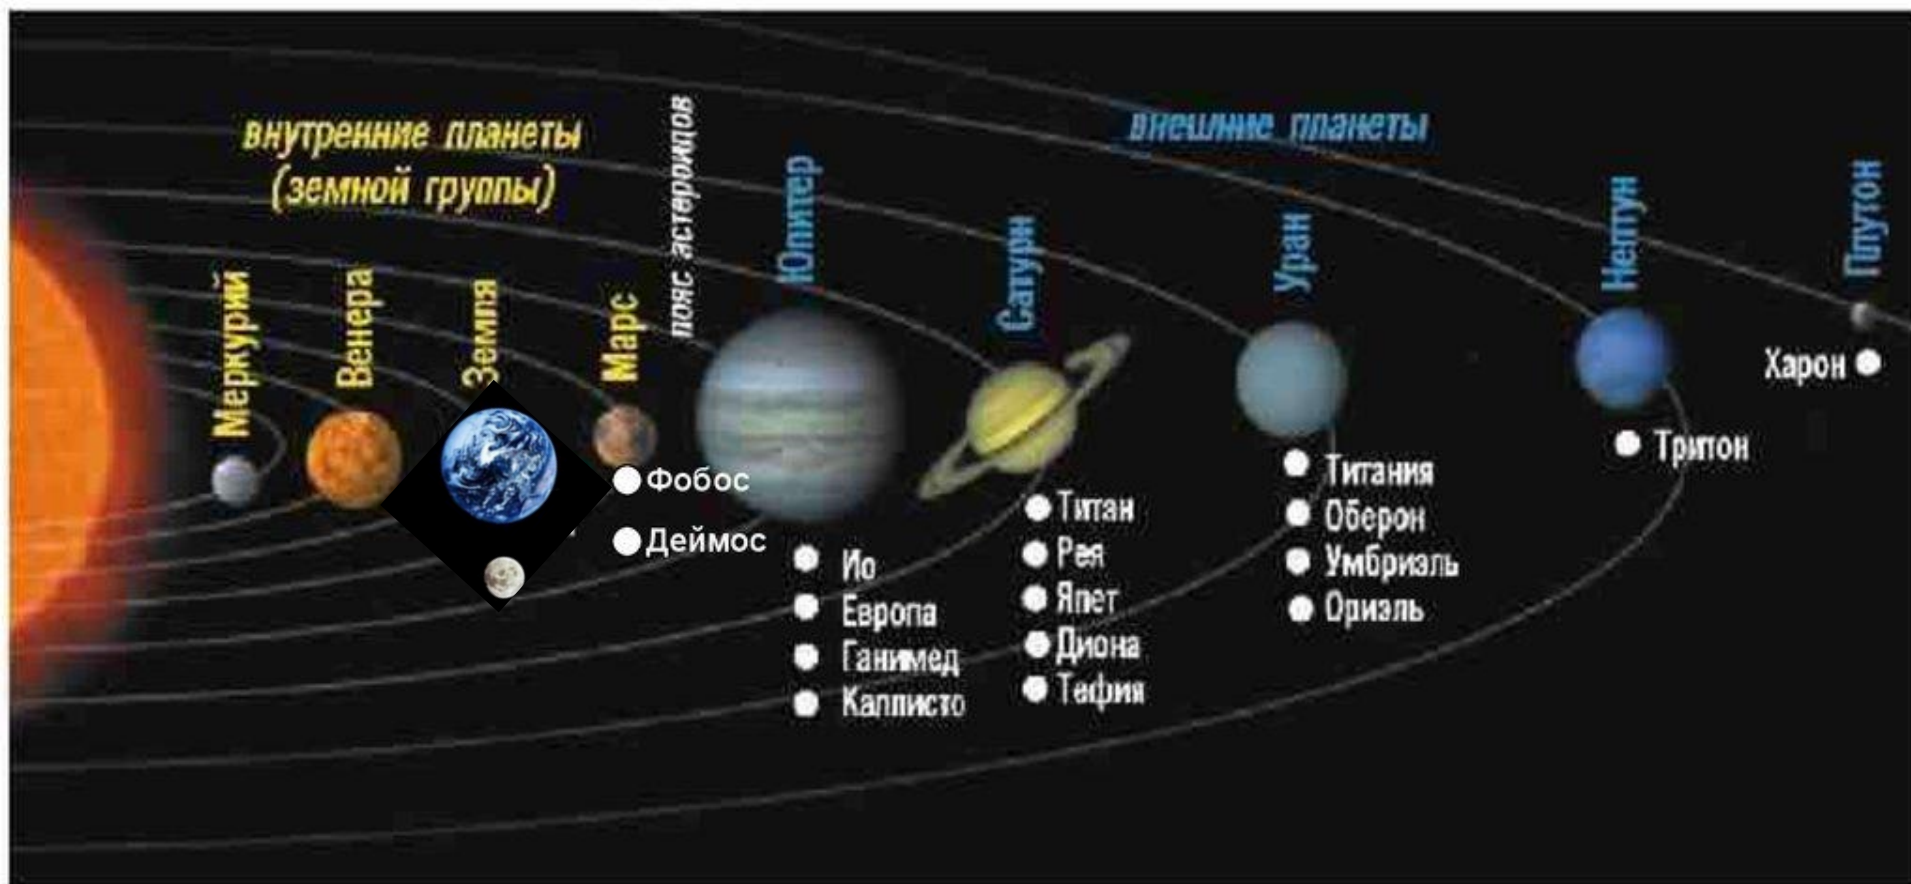 внутренние планеты
(земной группы)
внешние планеты
пояс астероидов
Меркурий
Венера
Земля
Марс
Юпитер
Сатурн
Уран
Нептун
Плутон
Фобос
Деймос
Ио
Европа
Ганимед
Каллисто
Титан
Рея
Япет
Диона
Тефия
Титания
Оберон
Умбриэль
Ориэль
Тритон
Харон